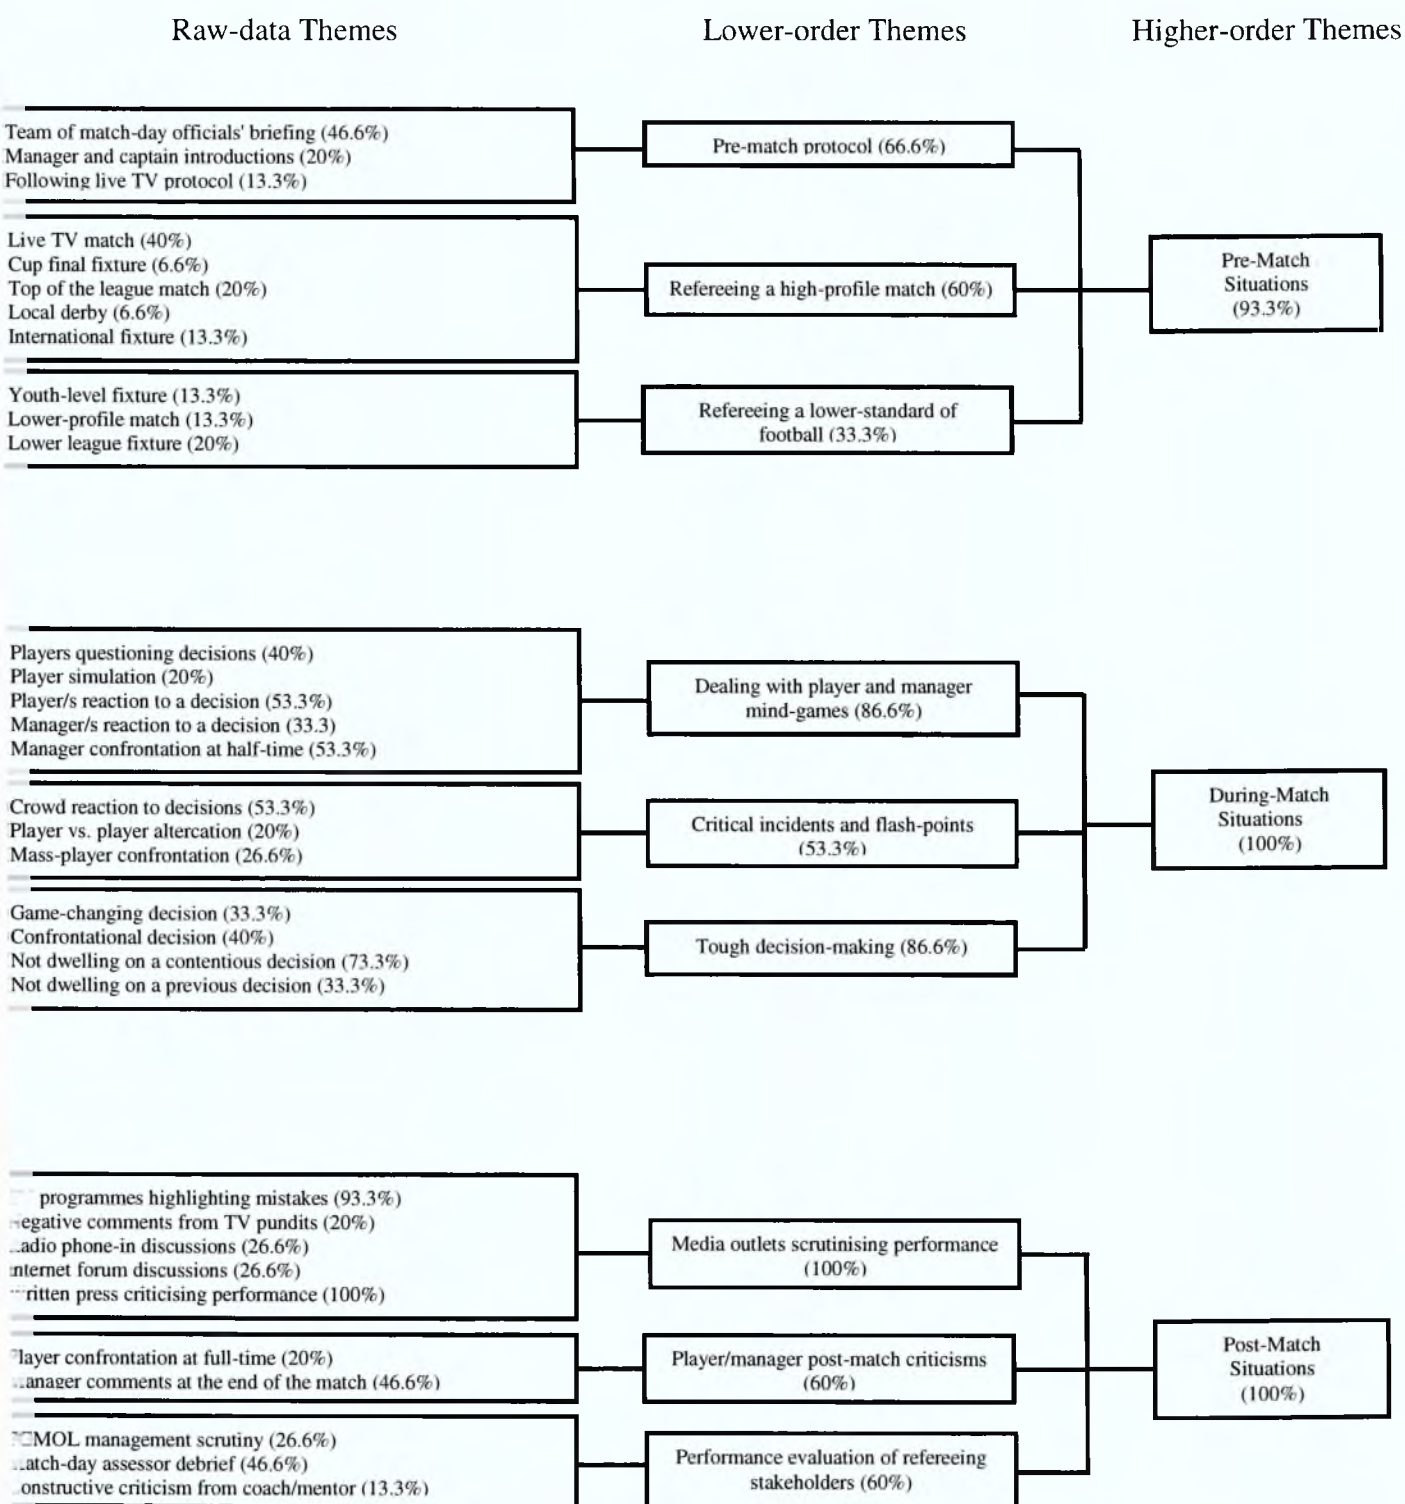 Raw-data Themes
Lower-order Themes
Higher-order Themes
Team of match-day officials' briefing (46.6%)
Manager and captain introductions (20%)
Following live TV protocol (13.3%)
Pre-match protocol (66.6%)
Live TV match (40%)
Cup final fixture (6.6%)
Top of the league match (20%)
Local derby (6.6%)
International fixture (13.3%)
Refereeing a high-profile match (60%)
Youth-level fixture (13.3%)
Lower-profile match (13.3%)
Lower league fixture (20%)
Refereeing a lower-standard of
football (33.3%)
Pre-Match
Situations
(93.3%)
Players questioning decisions (40%)
Player simulation (20%)
Player/s reaction to a decision (53.3%)
Manager/s reaction to a decision (33.3)
Manager confrontation at half-time (53.3%)
Dealing with player and manager
mind-games (86.6%)
Crowd reaction to decisions (53.3%)
Player vs. player altercation (20%)
Mass-player confrontation (26.6%)
Critical incidents and flash-points
(53.3%)
Game-changing decision (33.3%)
Confrontational decision (40%)
Not dwelling on a contentious decision (73.3%)
Not dwelling on a previous decision (33.3%)
Tough decision-making (86.6%)
During-Match
Situations
(100%)
programmes highlighting mistakes (93.3%)
comments from TV pundits (20%)
phone-in discussions (26.6%)
forum discussions (26.6%)
press criticising performance (100%)
Media outlets scrutinising performance
(100%)
confrontation at full-time (20%)
comments at the end of the match (46.6%)
Player/manager post-match criticisms
(60%)
management scrutiny (26.6%)
assessor debrief (46.6%)
criticism from coach/mentor (13.3%)
Performance evaluation of refereeing
stakeholders (60%)
Post-Match
Situations
(100%)